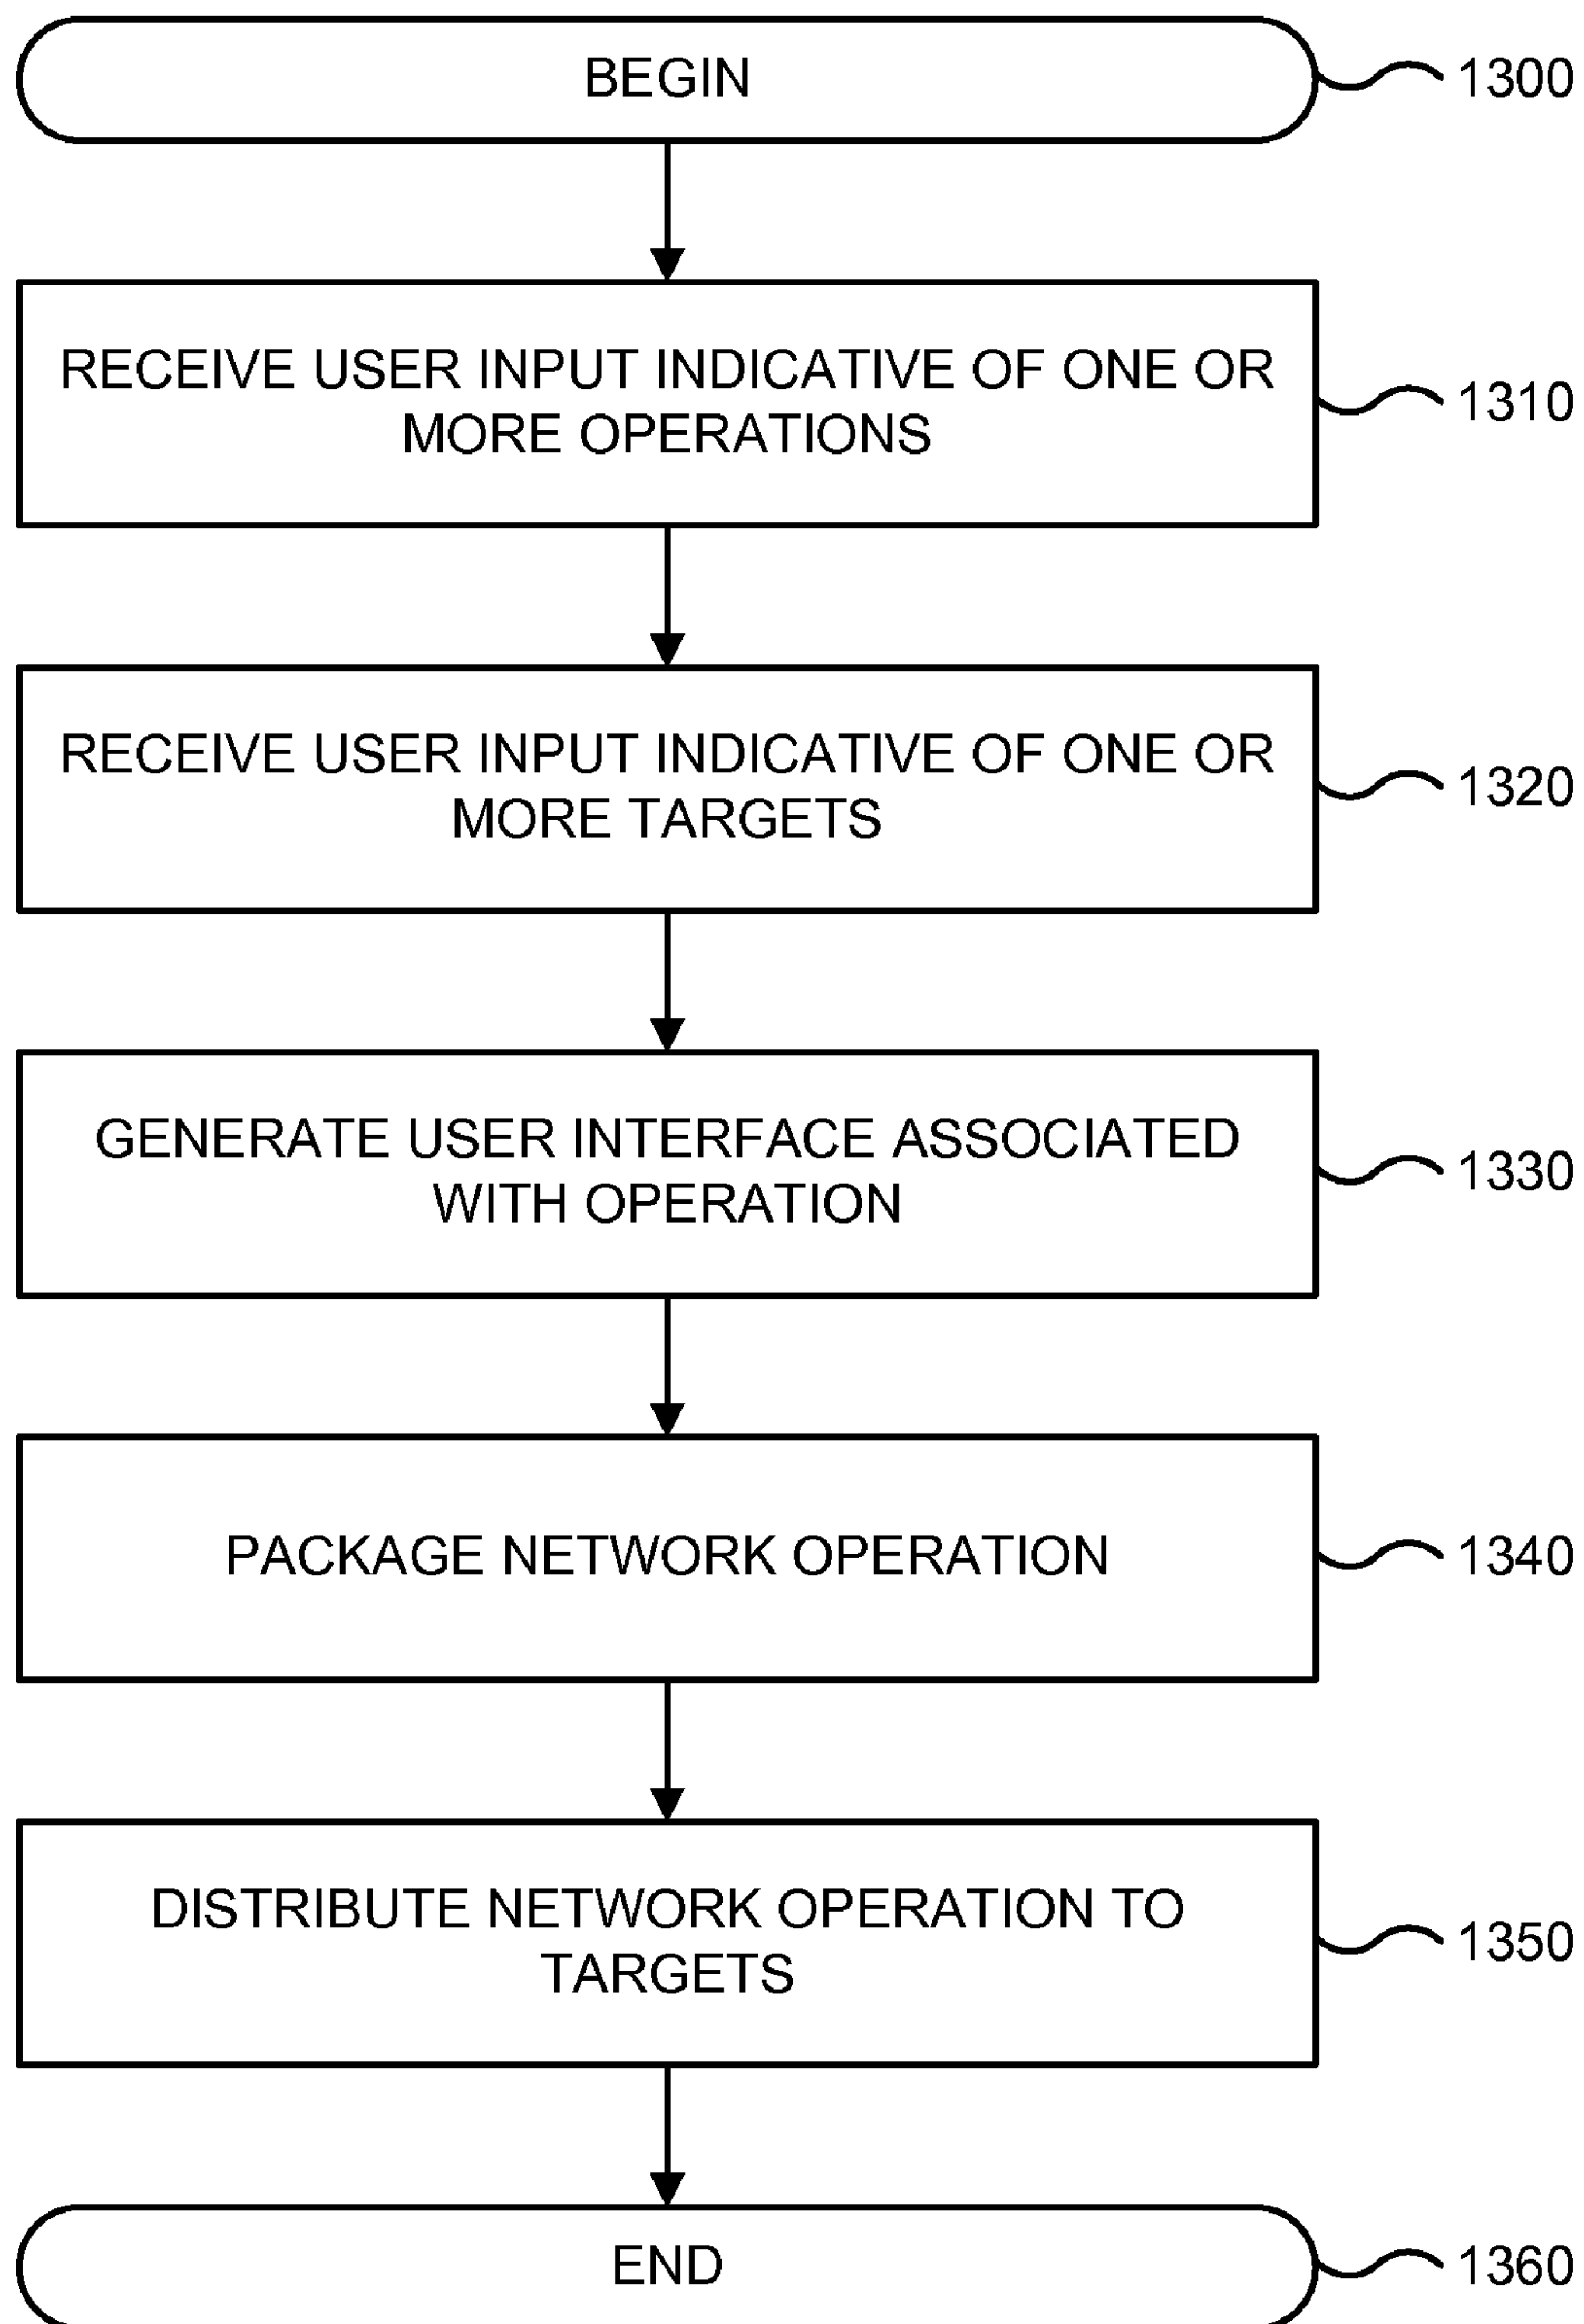 BEGIN
1300
RECEIVE USER INPUT INDICATIVE OF ONE OR
MORE OPERATIONS
1310
RECEIVE USER INPUT INDICATIVE OF ONE OR
MORE TARGETS
1320
GENERATE USER INTERFACE ASSOCIATED
WITH OPERATION
1330
PACKAGE NETWORK OPERATION
1340
DISTRIBUTE NETWORK OPERATION TO
TARGETS
1350
END
1360